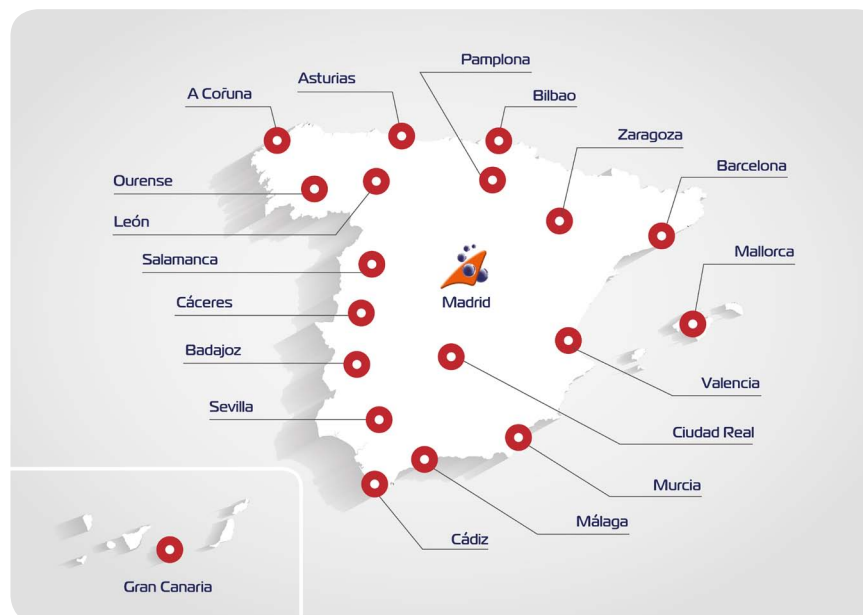 Pamplona
Asturias
A Coruña
Bilbao
Zaragoza
Barcelona
Ourense
León
Salamanca
Mallorca
Madrid
Cáceres
Badajoz
Valencia
Sevilla
Ciudad Real
Murcia
Málaga
Cádiz
Gran Canaria